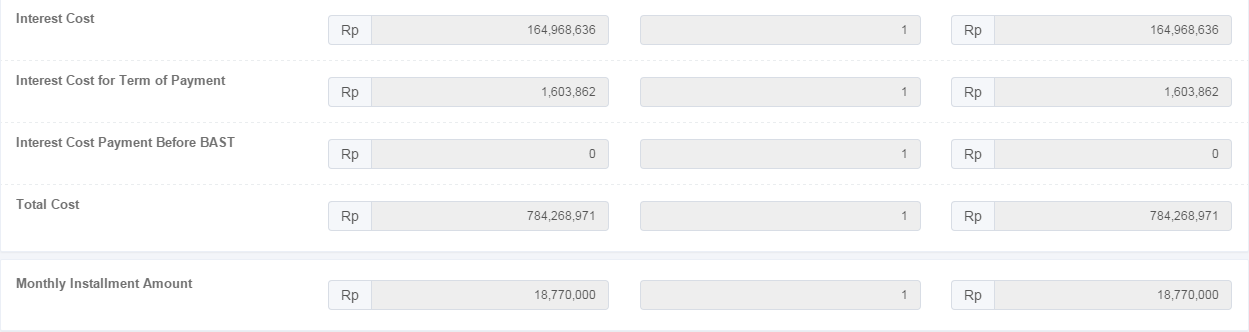 Interest Cost Rp 164,968,636 1 Rp 164,968,636
Interest Cost for Term of Payment Rp 1,603,862 1 Rp 1,603,862
Interest Cost Payment Before BAST Rp 0 1 Rp 0
Total Cost Rp 784,268,971 1 Rp 784,268,971
Monthly Installment Amount Rp 18,770,000 1 Rp 18,770,000